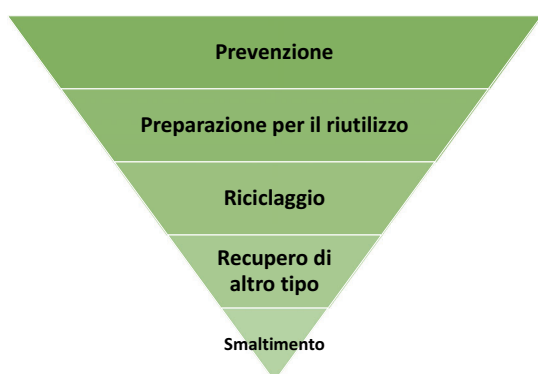 Prevenzione
Preparazione per il riutilizzo
Riciclaggio
Recupero di
altro tipo
Smaltimento